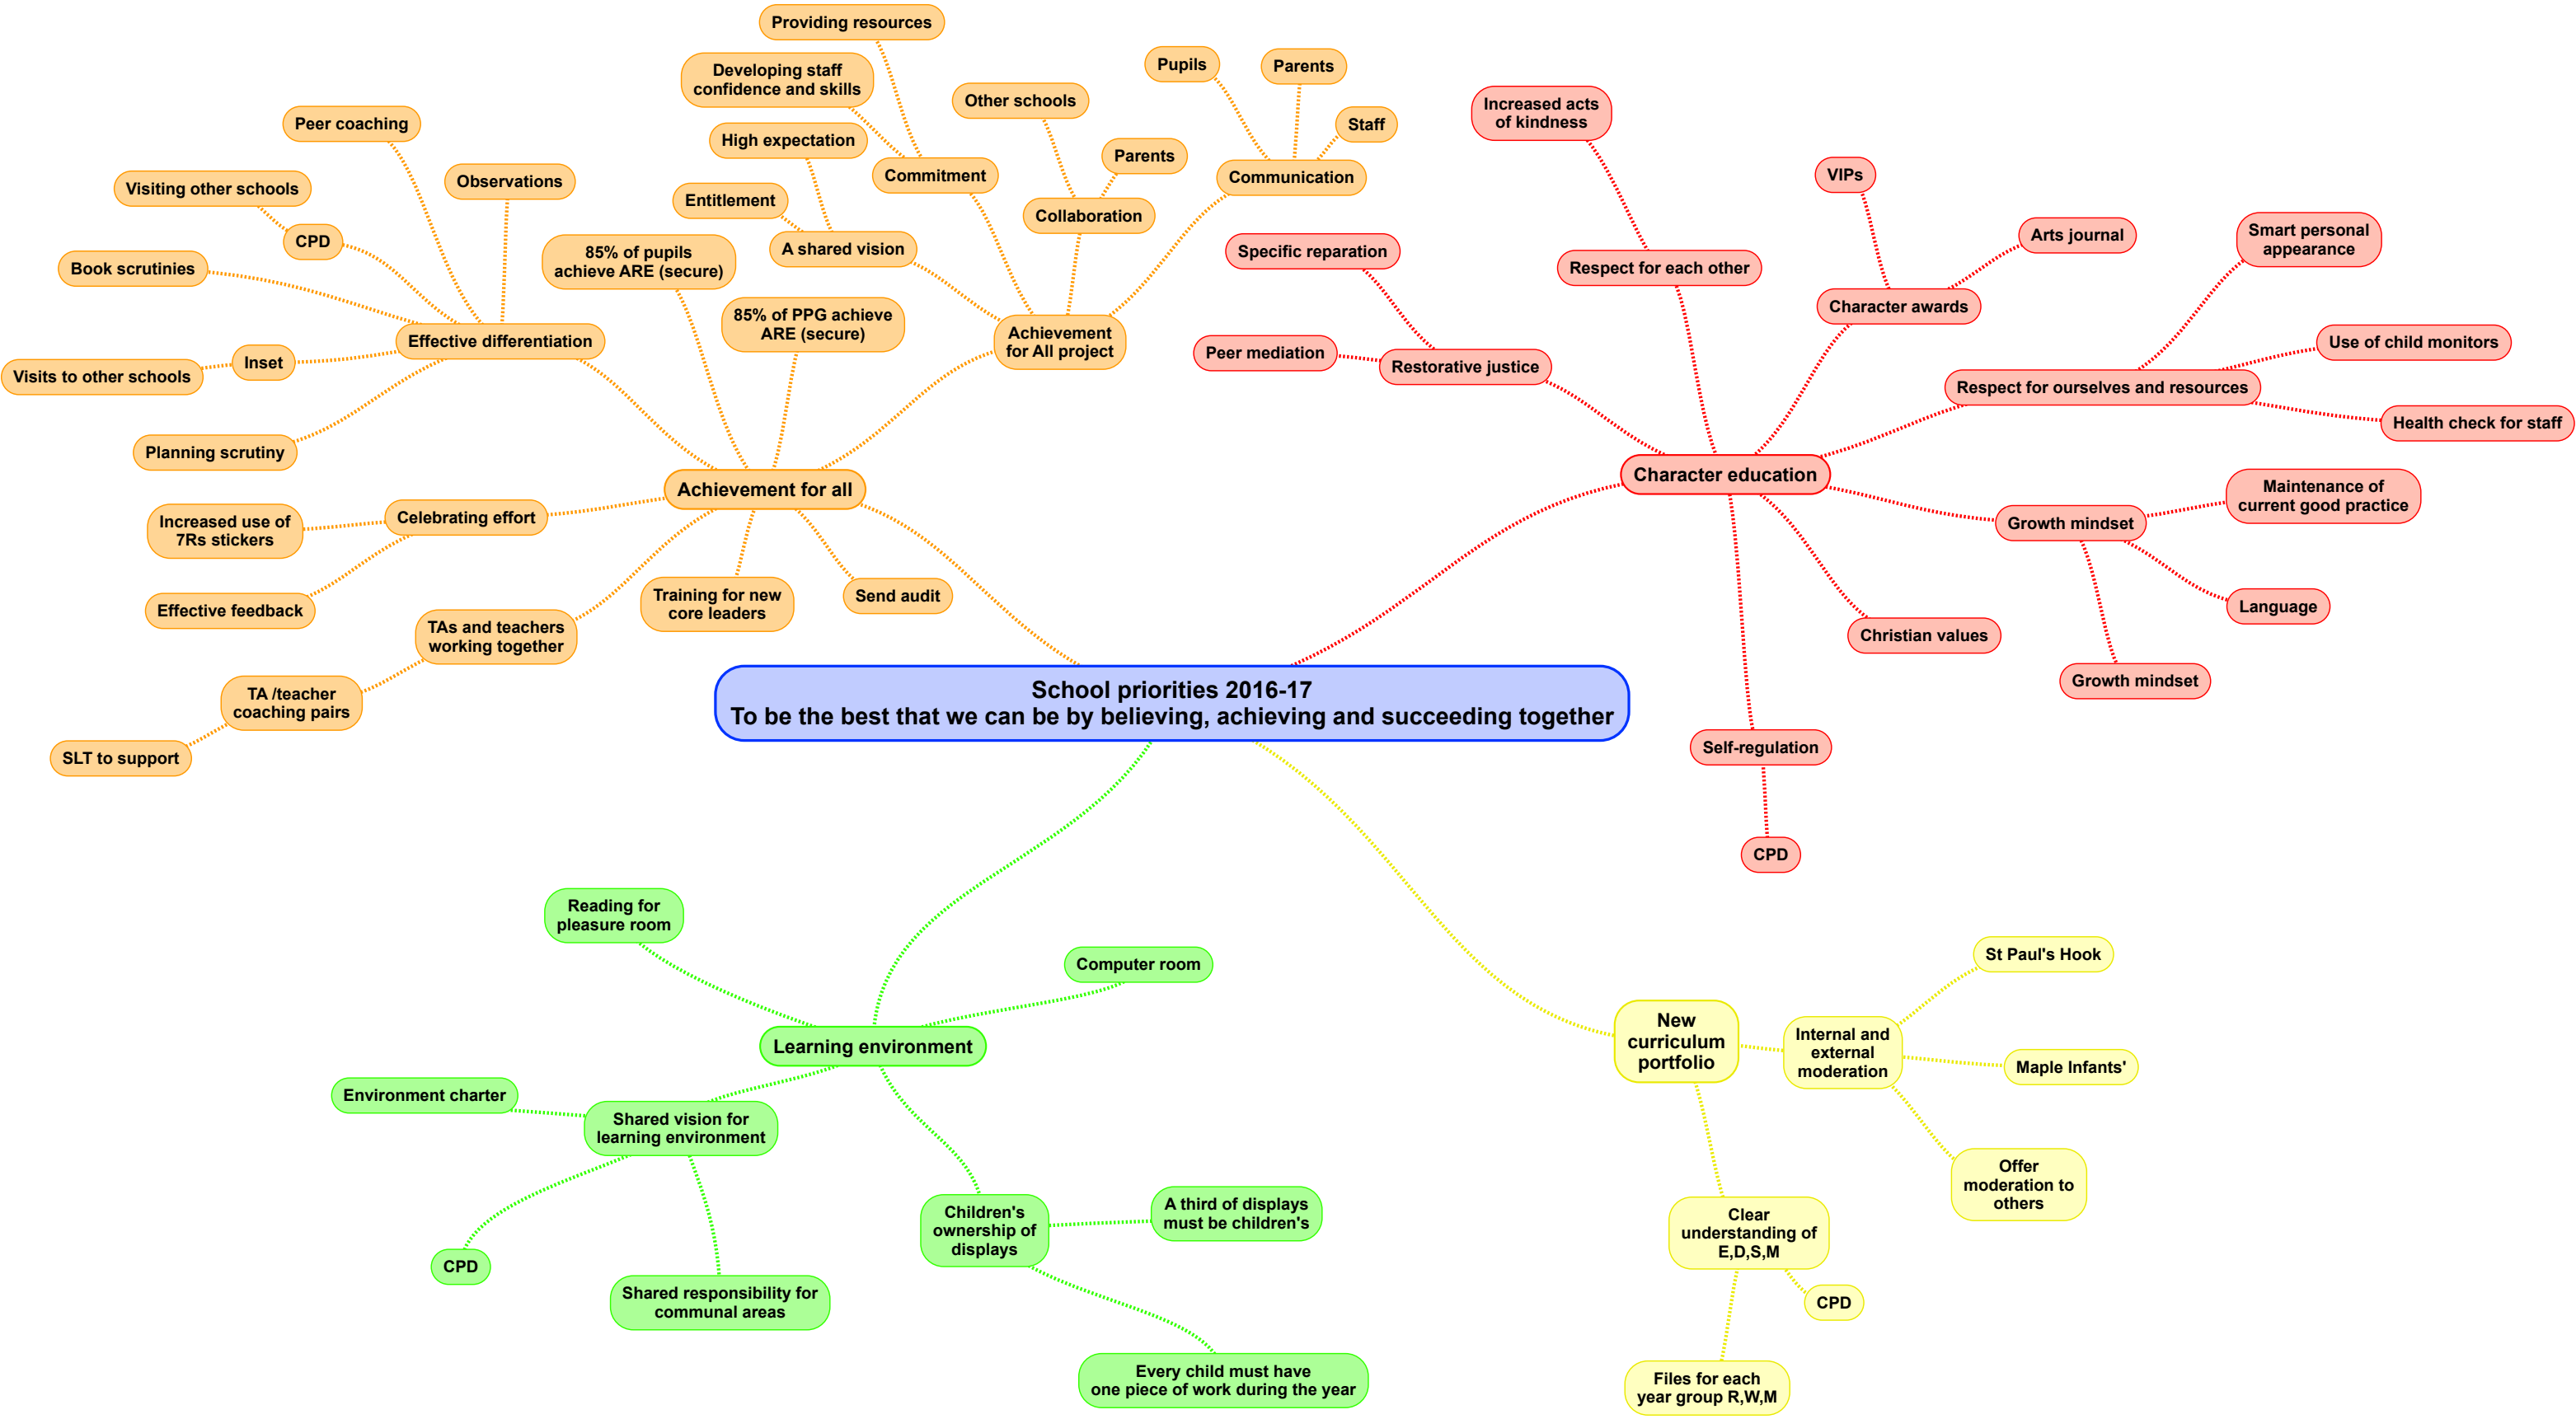 School priorities 2016-17
To be the best that we can be by believing, achieving and succeeding together
Achievement for all
Effective differentiation
Peer coaching
Observations
CPD
Visiting other schools
Book scrutinies
Inset
Visits to other schools
Planning scrutiny
85% of pupils
achieve ARE (secure)
85% of PPG achieve
ARE (secure)
Achievement
for All project
A shared vision
Entitlement
High expectation
Commitment
Developing staff
confidence and skills
Providing resources
Collaboration
Other schools
Parents
Communication
Pupils
Parents
Staff
Celebrating effort
Increased use of
7Rs stickers
Effective feedback
TAs and teachers
working together
TA /teacher
coaching pairs
SLT to support
Training for new
core leaders
Send audit
Character education
Restorative justice
Specific reparation
Peer mediation
Respect for each other
Increased acts
of kindness
Character awards
VIPs
Arts journal
Respect for ourselves and resources
Smart personal
appearance
Use of child monitors
Health check for staff
Growth mindset
Maintenance of
current good practice
Language
Growth mindset
Christian values
Self-regulation
CPD
Learning environment
Reading for
pleasure room
Computer room
Shared vision for
learning environment
Environment charter
CPD
Shared responsibility for
communal areas
Children's
ownership of
displays
A third of displays
must be children's
Every child must have
one piece of work during the year
New
curriculum
portfolio
Internal and
external
moderation
St Paul's Hook
Maple Infants'
Offer
moderation to
others
Clear
understanding of
E,D,S,M
CPD
Files for each
year group R,W,M